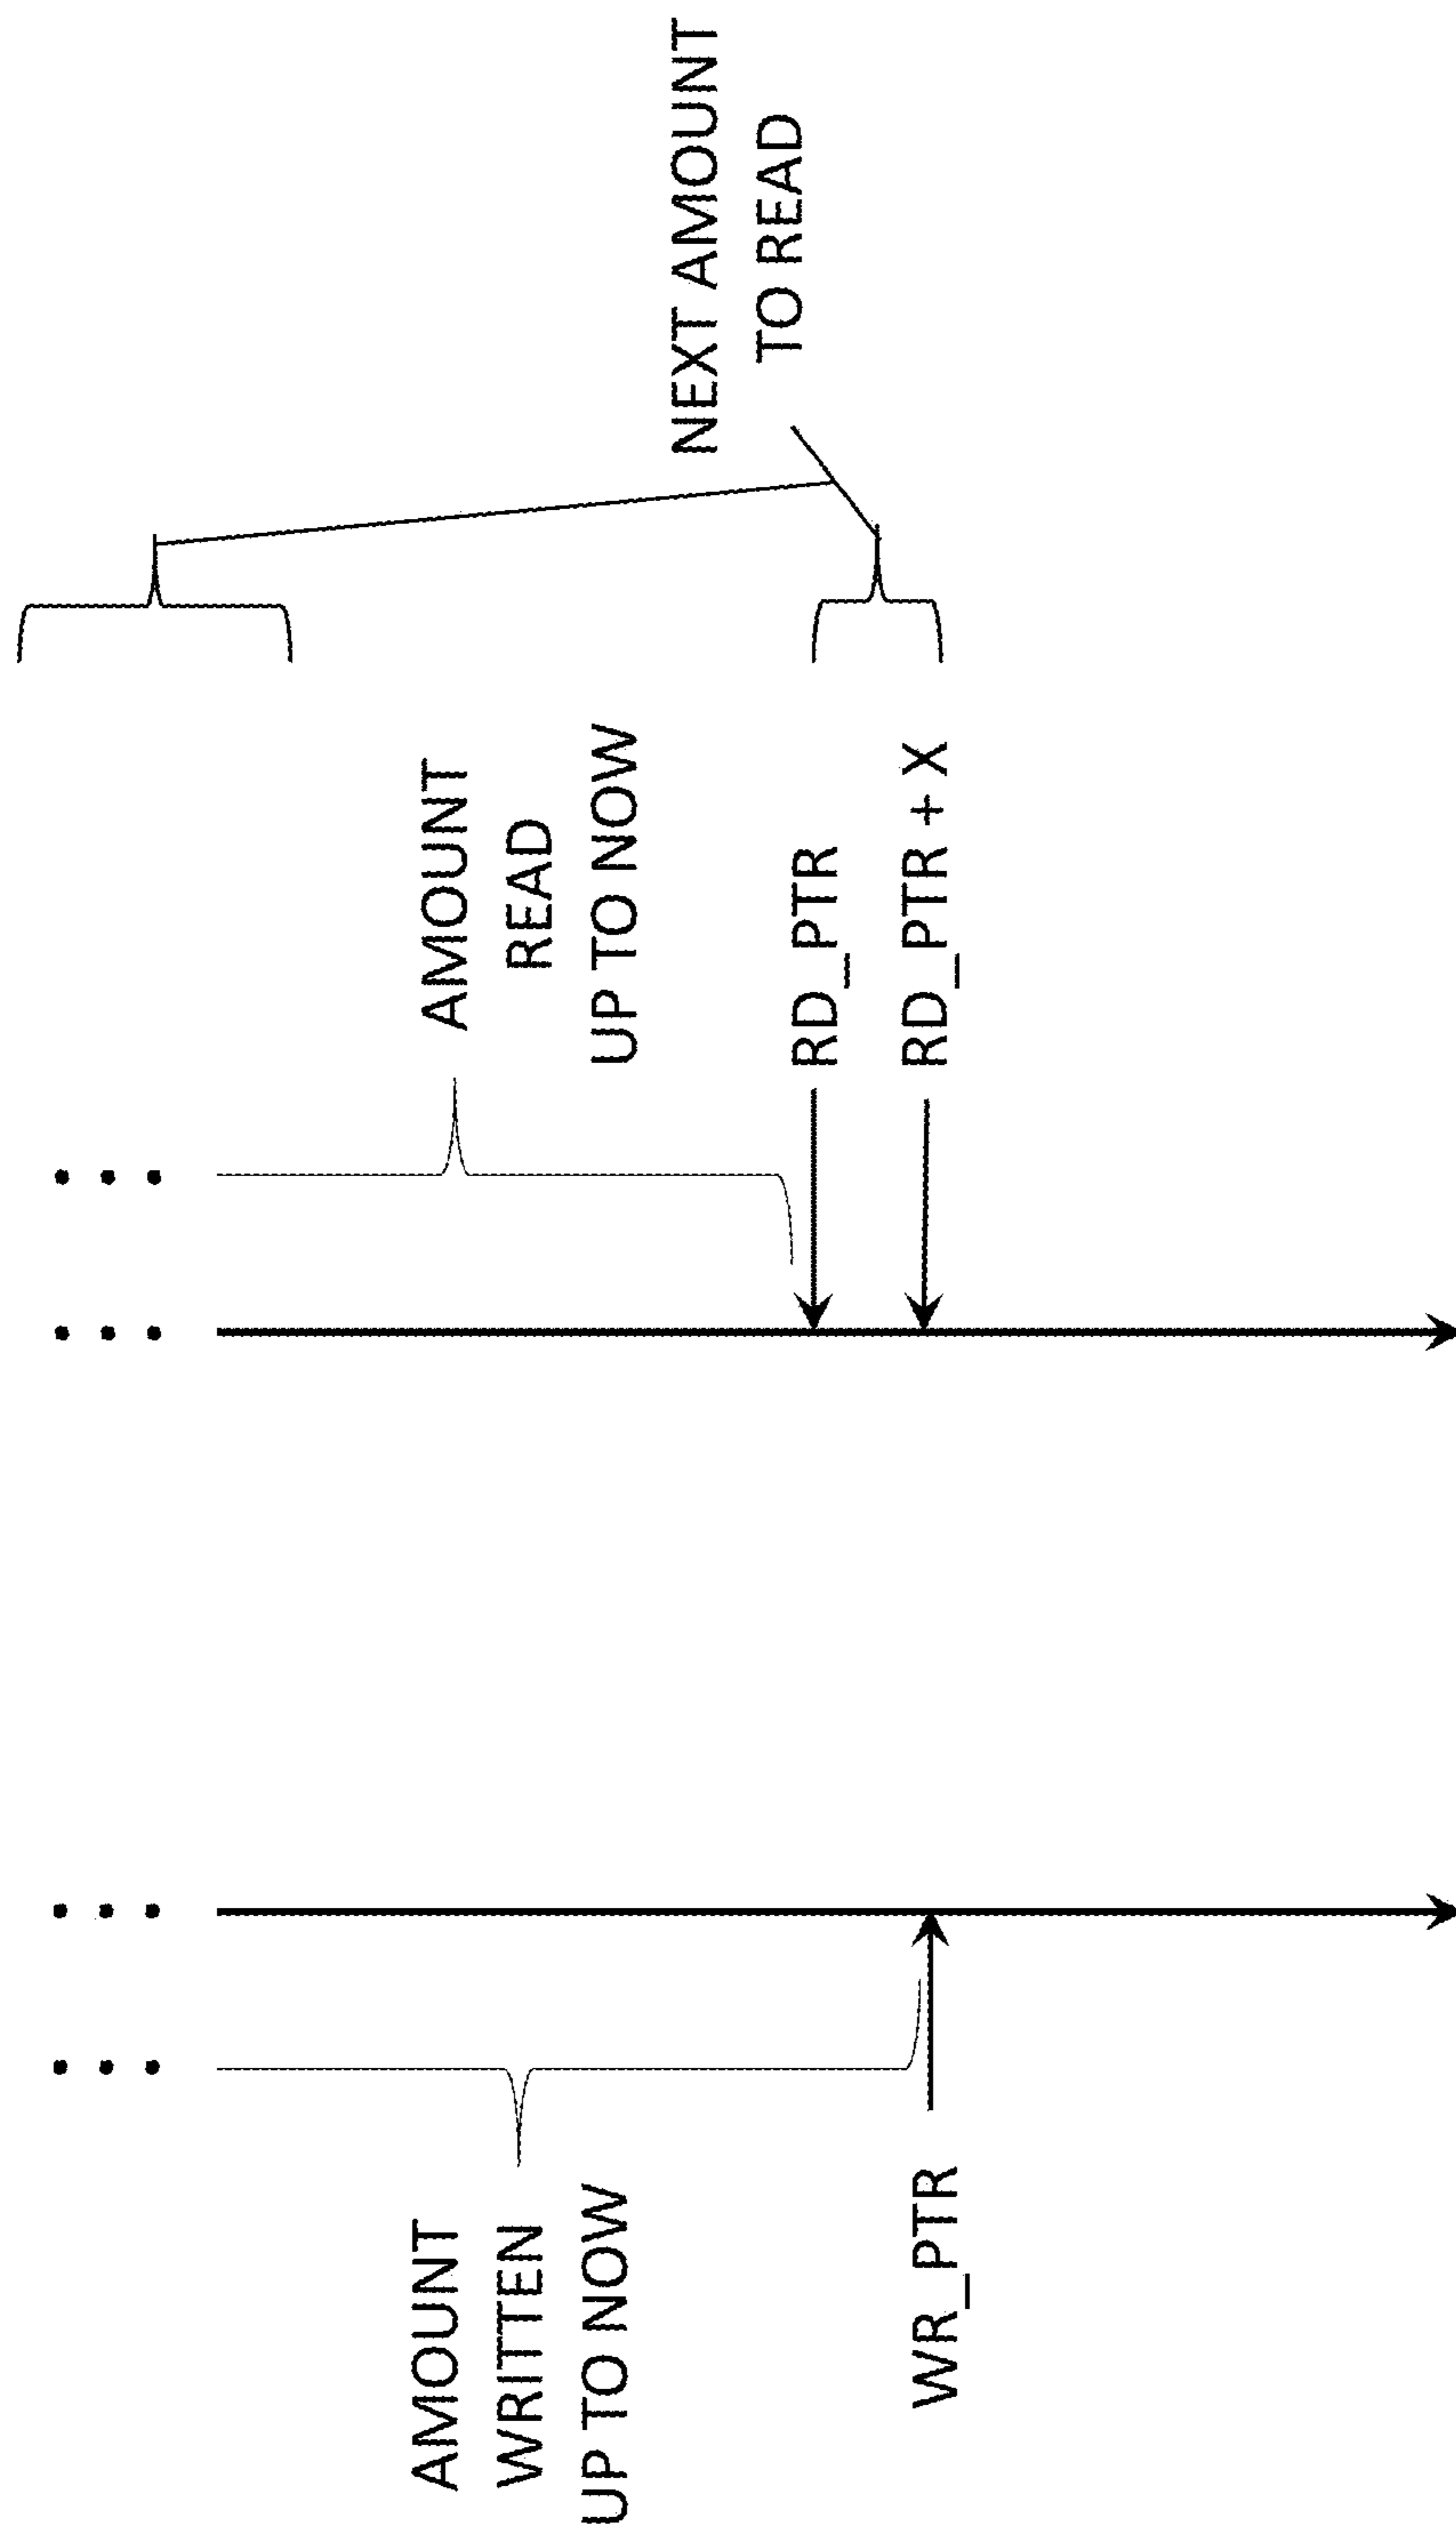 AMOUNT
WRITTEN
UP TO NOW
WR_PTR
AMOUNT
READ
UP TO NOW
RD_PTR
RD_PTR + X
NEXT AMOUNT
TO READ